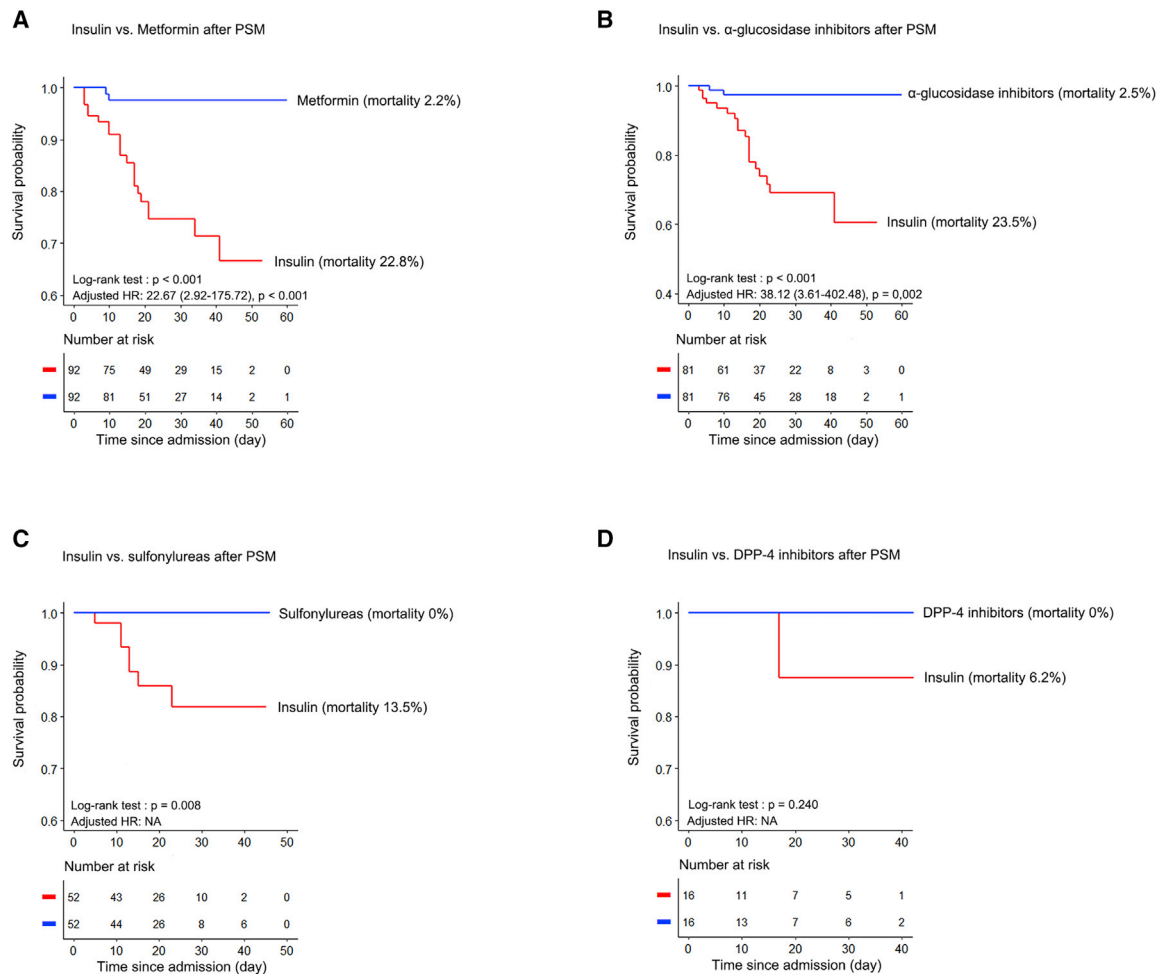 A
Insulin vs. Metformin after PSM
Survival probability
1.0
0.9
0.8
0.7
0.6
Metformin (mortality 2.2%)
Insulin (mortality 22.8%)
Log-rank test : p < 0.001
Adjusted HR: 22.67 (2.92-175.72), p < 0.001
0 10 20 30 40 50 60
Number at risk
92 75 49 29 15 2 0
92 81 51 27 14 2 1
0 10 20 30 40 50 60
Time since admission (day)
B
Insulin vs. α-glucosidase inhibitors after PSM
Survival probability
1.0
0.8
0.6
0.4
α-glucosidase inhibitors (mortality 2.5%)
Insulin (mortality 23.5%)
Log-rank test : p < 0.001
Adjusted HR: 38.12 (3.61-402.48), p = 0,002
0 10 20 30 40 50 60
Number at risk
81 61 37 22 8 3 0
81 76 45 28 18 2 1
0 10 20 30 40 50 60
Time since admission (day)
C
Insulin vs. sulfonylureas after PSM
Survival probability
1.0
0.9
0.8
0.7
0.6
Sulfonylureas (mortality 0%)
Insulin (mortality 13.5%)
Log-rank test : p = 0.008
Adjusted HR: NA
0 10 20 30 40 50
Number at risk
52 43 26 10 2 0
52 44 26 8 6 0
0 10 20 30 40 50
Time since admission (day)
D
Insulin vs. DPP-4 inhibitors after PSM
Survival probability
1.0
0.9
0.8
0.7
0.6
DPP-4 inhibitors (mortality 0%)
Insulin (mortality 6.2%)
Log-rank test : p = 0.240
Adjusted HR: NA
0 10 20 30 40
Number at risk
16 11 7 5 1
16 13 7 6 2
0 10 20 30 40
Time since admission (day)